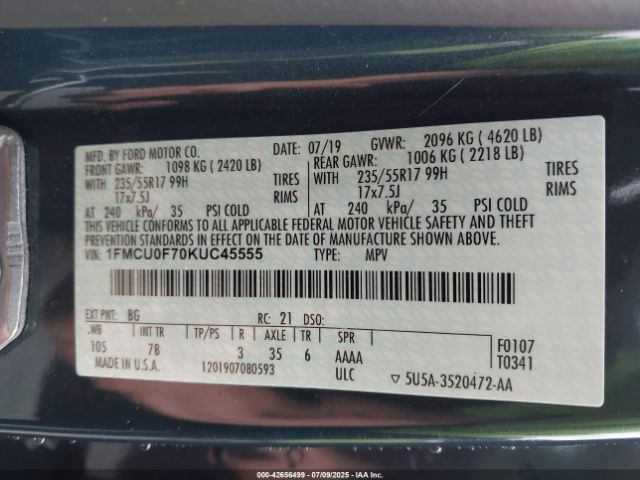 MFD. BY FORD MOTOR CO. DATE: 07/19 GVWR: 2096 KG ( 4620 LB)
FRONT GAWR: 1098 KG ( 2420 LB) REAR GAWR: 1006 KG ( 2218 LB)
WITH 235/55R17 99H TIRES WITH 235/55R17 99H TIRES
17x7.5J RIMS 17x7.5J RIMS
AT 240 kPa/ 35 PSI COLD AT 240 kPa/ 35 PSI COLD
THIS VEHICLE CONFORMS TO ALL APPLICABLE FEDERAL MOTOR VEHICLE SAFETY AND THEFT
PREVENTION STANDARDS IN EFFECT ON THE DATE OF MANUFACTURE SHOWN ABOVE.
VIN: 1FMCU0F70KUC45555 TYPE: MPV
EXT PNT: BG RC: 21 DSO:
WB INT TR TP/PS R AXLE TR SPR
105 7B 3 35 6 AAAA
F0107
T0341
MADE IN U.S.A. 1201907080593 ULC ▽ 5U5A-3520472-AA
000-42656499 - 07/09/2025 - IAA Inc.